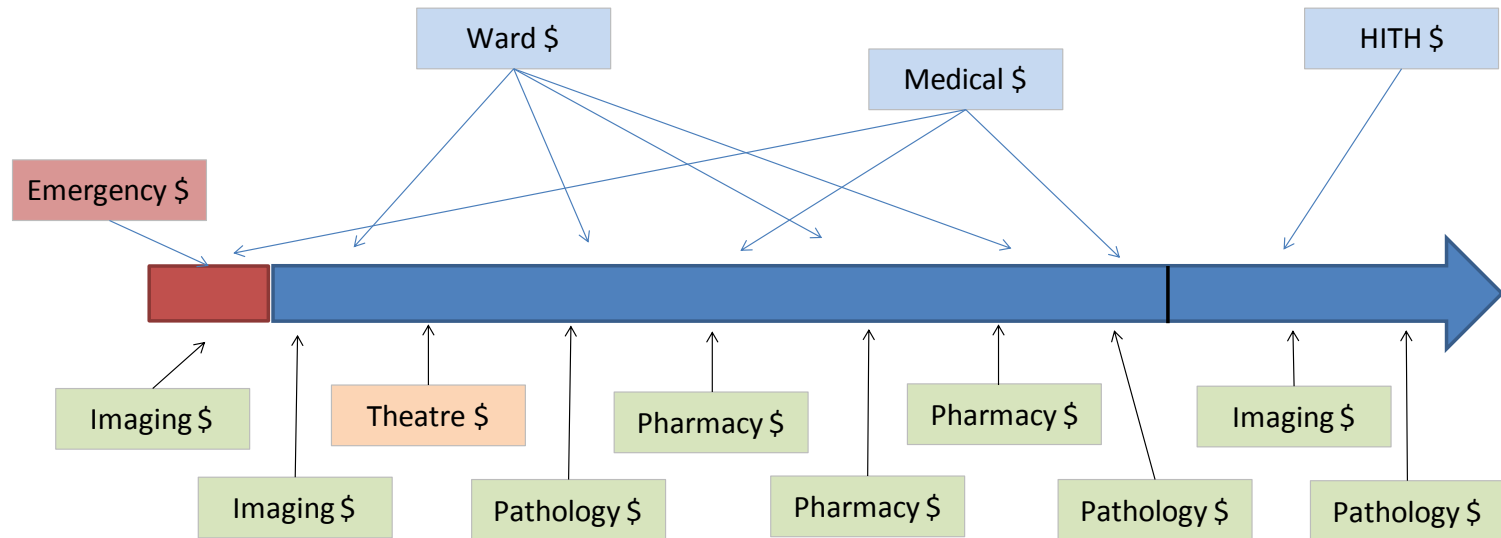 Ward $
HITH $
Medical $
Emergency $
Imaging $
Theatre $
Pharmacy $
Pharmacy $
Imaging $
Imaging $
Pathology $
Pharmacy $
Pathology $
Pathology $